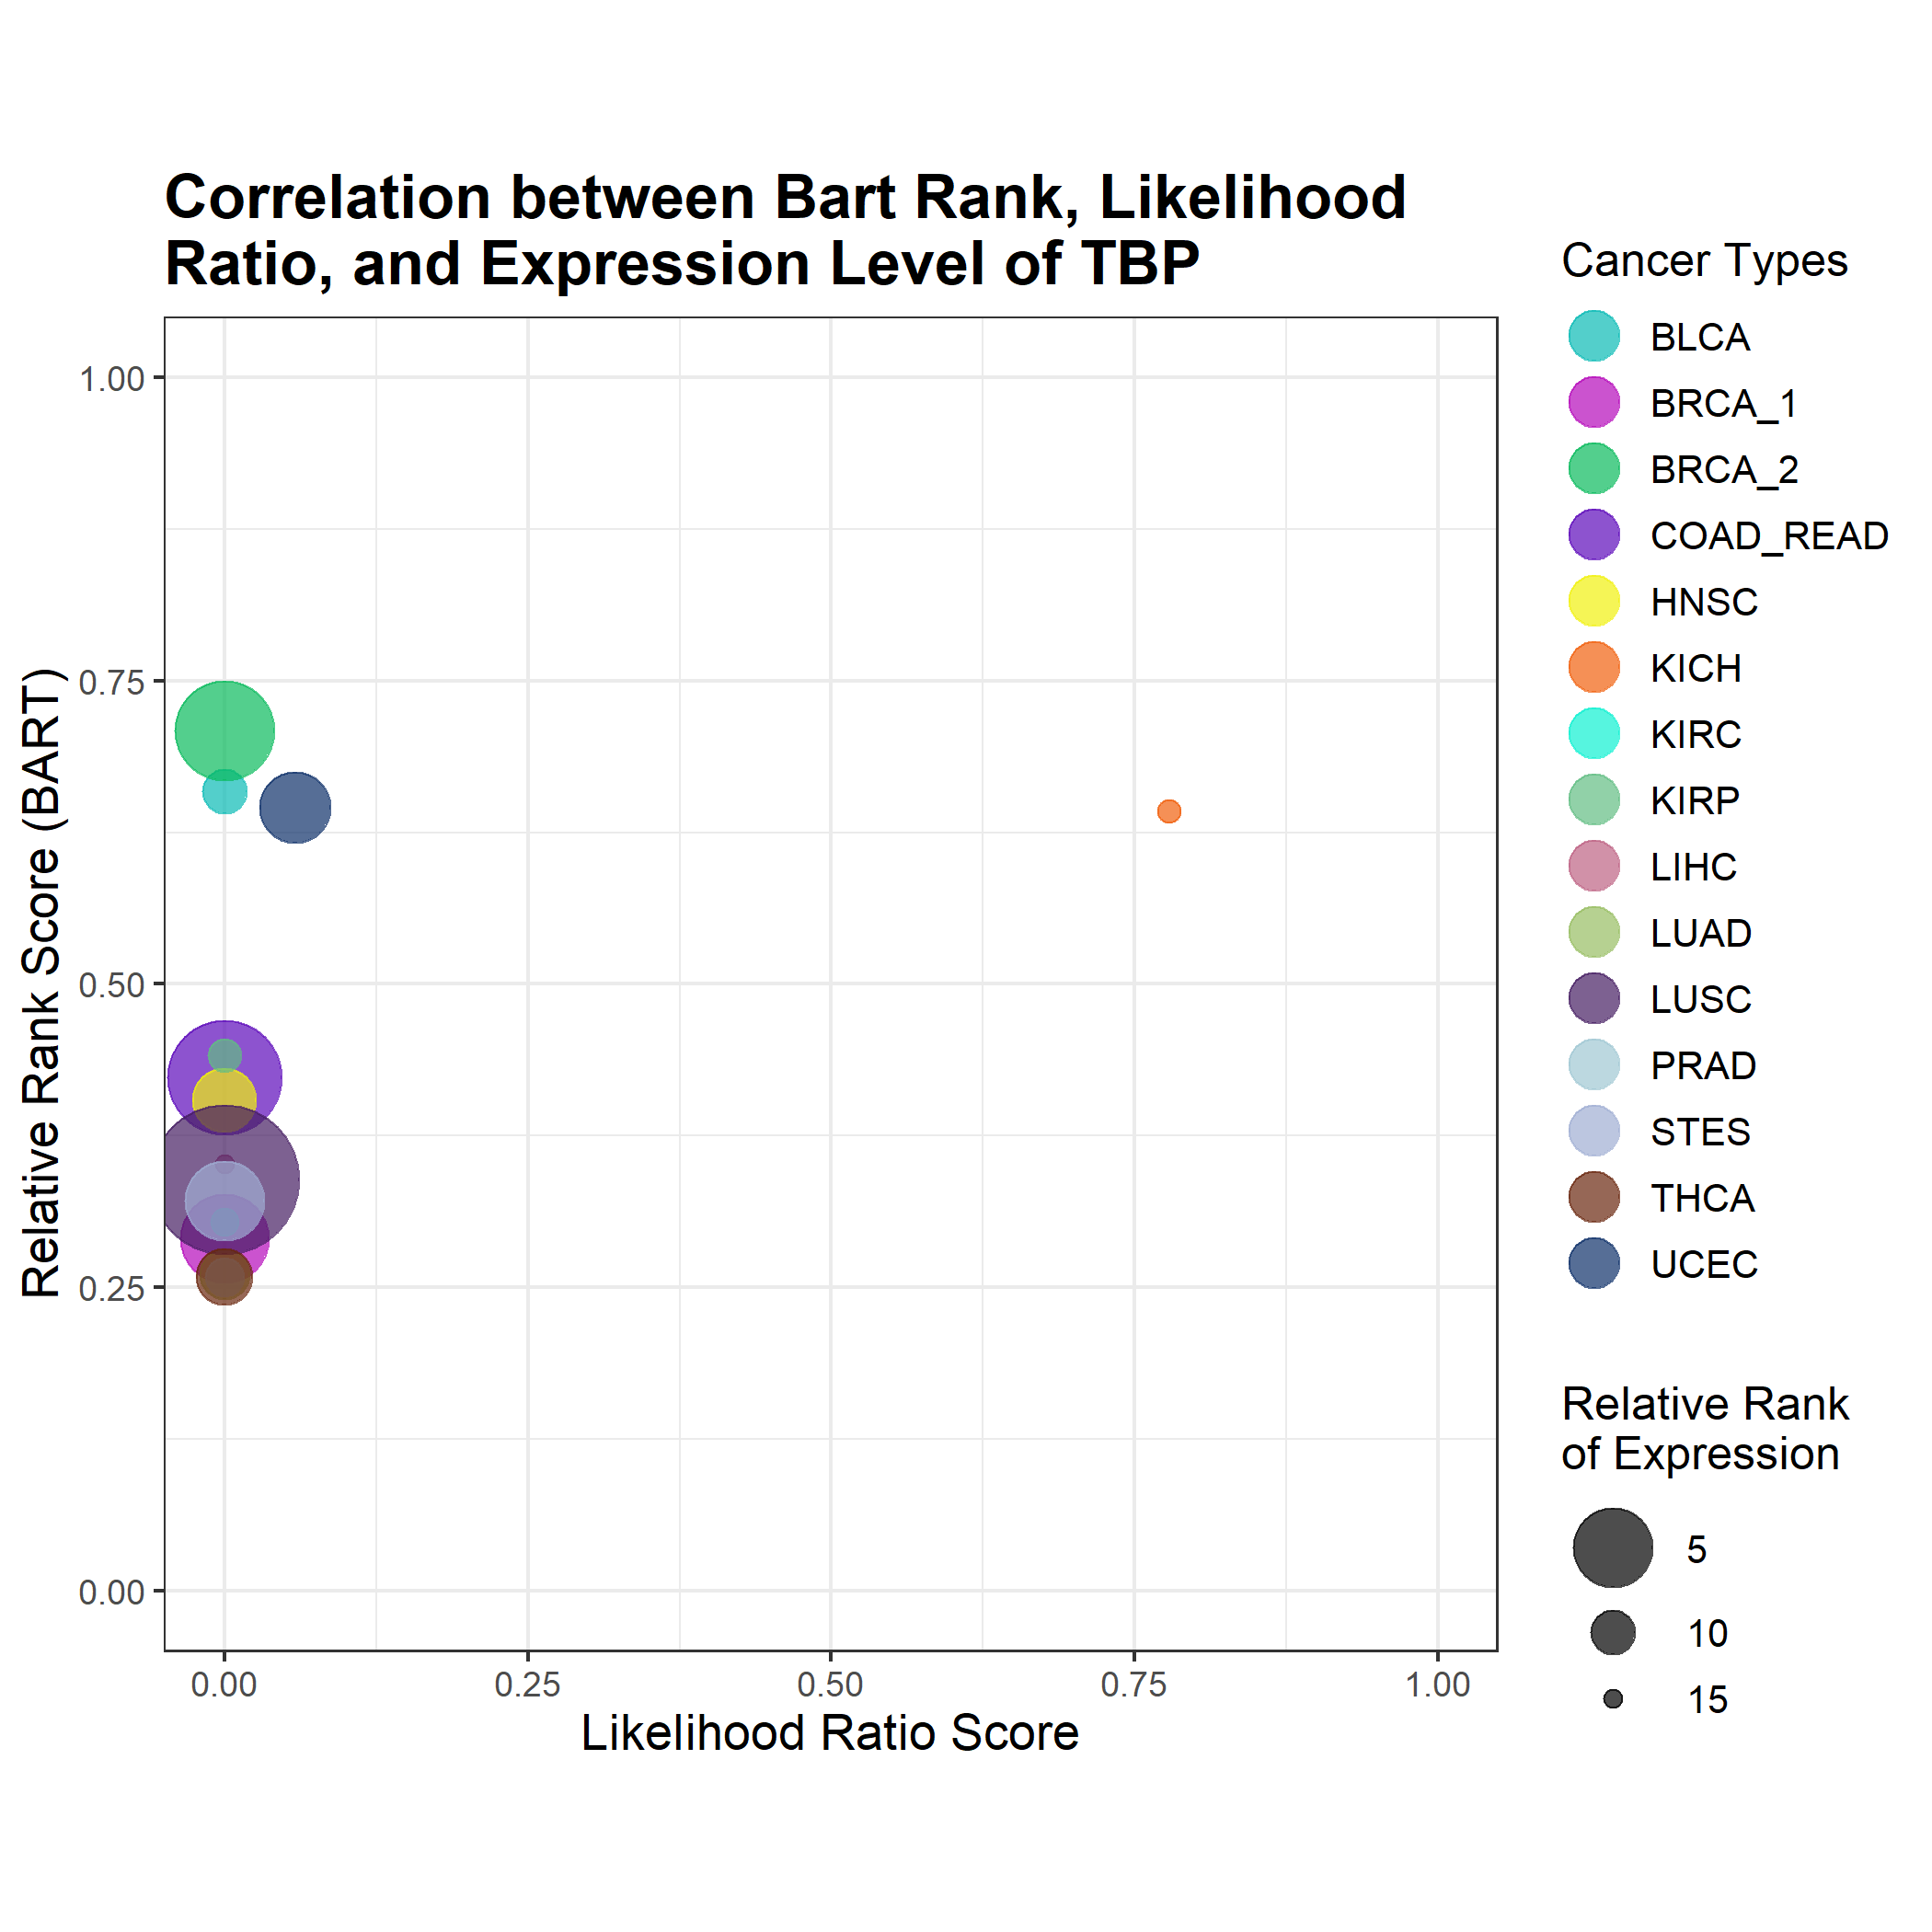 Correlation between Bart Rank, Likelihood
Ratio, and Expression Level of TBP
Relative Rank Score (BART)
1.00
0.75
0.50
0.25
0.00
0.00 0.25 0.50 0.75 1.00
Likelihood Ratio Score
Cancer Types
BLCA
BRCA_1
BRCA_2
COAD_READ
HNSC
KICH
KIRC
KIRP
LIHC
LUAD
LUSC
PRAD
STES
THCA
UCEC
Relative Rank
of Expression
5
10
15